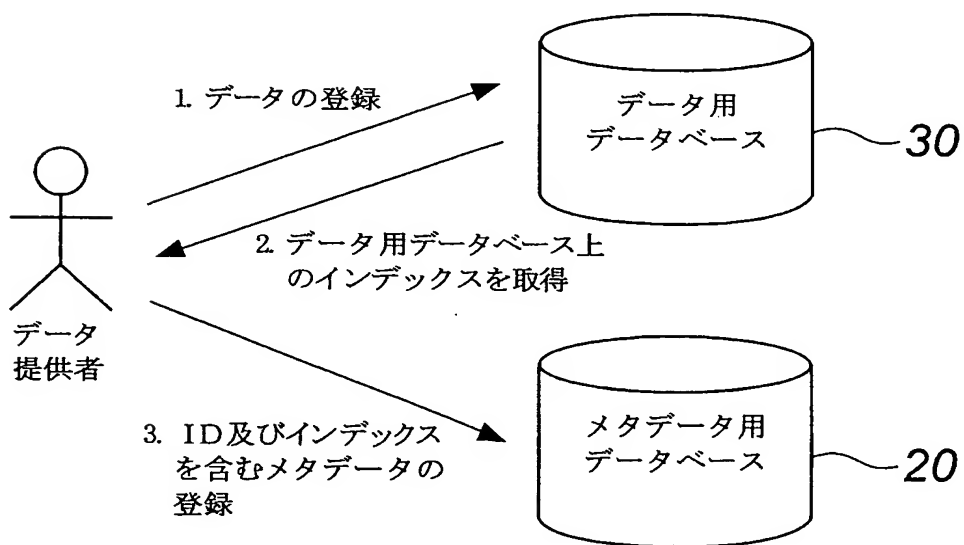 1. データの登録
データ用
データベース
30
2. データ用データベース上
のインデックスを取得
データ
提供者
3. ID及びインデックス
を含むメタデータの
登録
メタデータ用
データベース
20